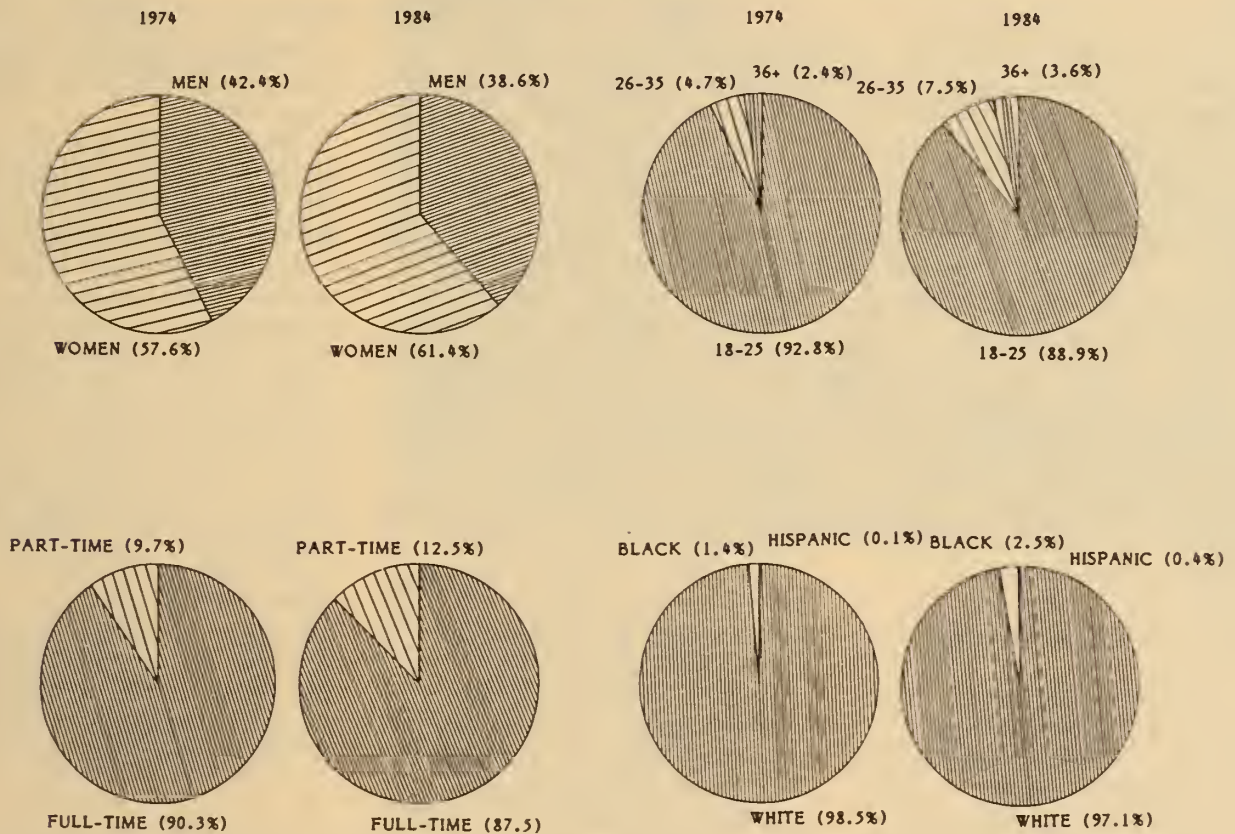 1974
1984
1974
1984
MEN (42.4%)
MEN (38.6%)
26-35 (4.7%)
36+ (2.4%)
26-35 (7.5%)
36+ (3.6%)
WOMEN (57.6%)
WOMEN (61.4%)
18-25 (92.8%)
18-25 (88.9%)
PART-TIME (9.7%)
PART-TIME (12.5%)
BLACK (1.4%)
HISPANIC (0.1%)
BLACK (2.5%)
HISPANIC (0.4%)
FULL-TIME (90.3%)
FULL-TIME (87.5)
WHITE (98.5%)
WHITE (97.1%)